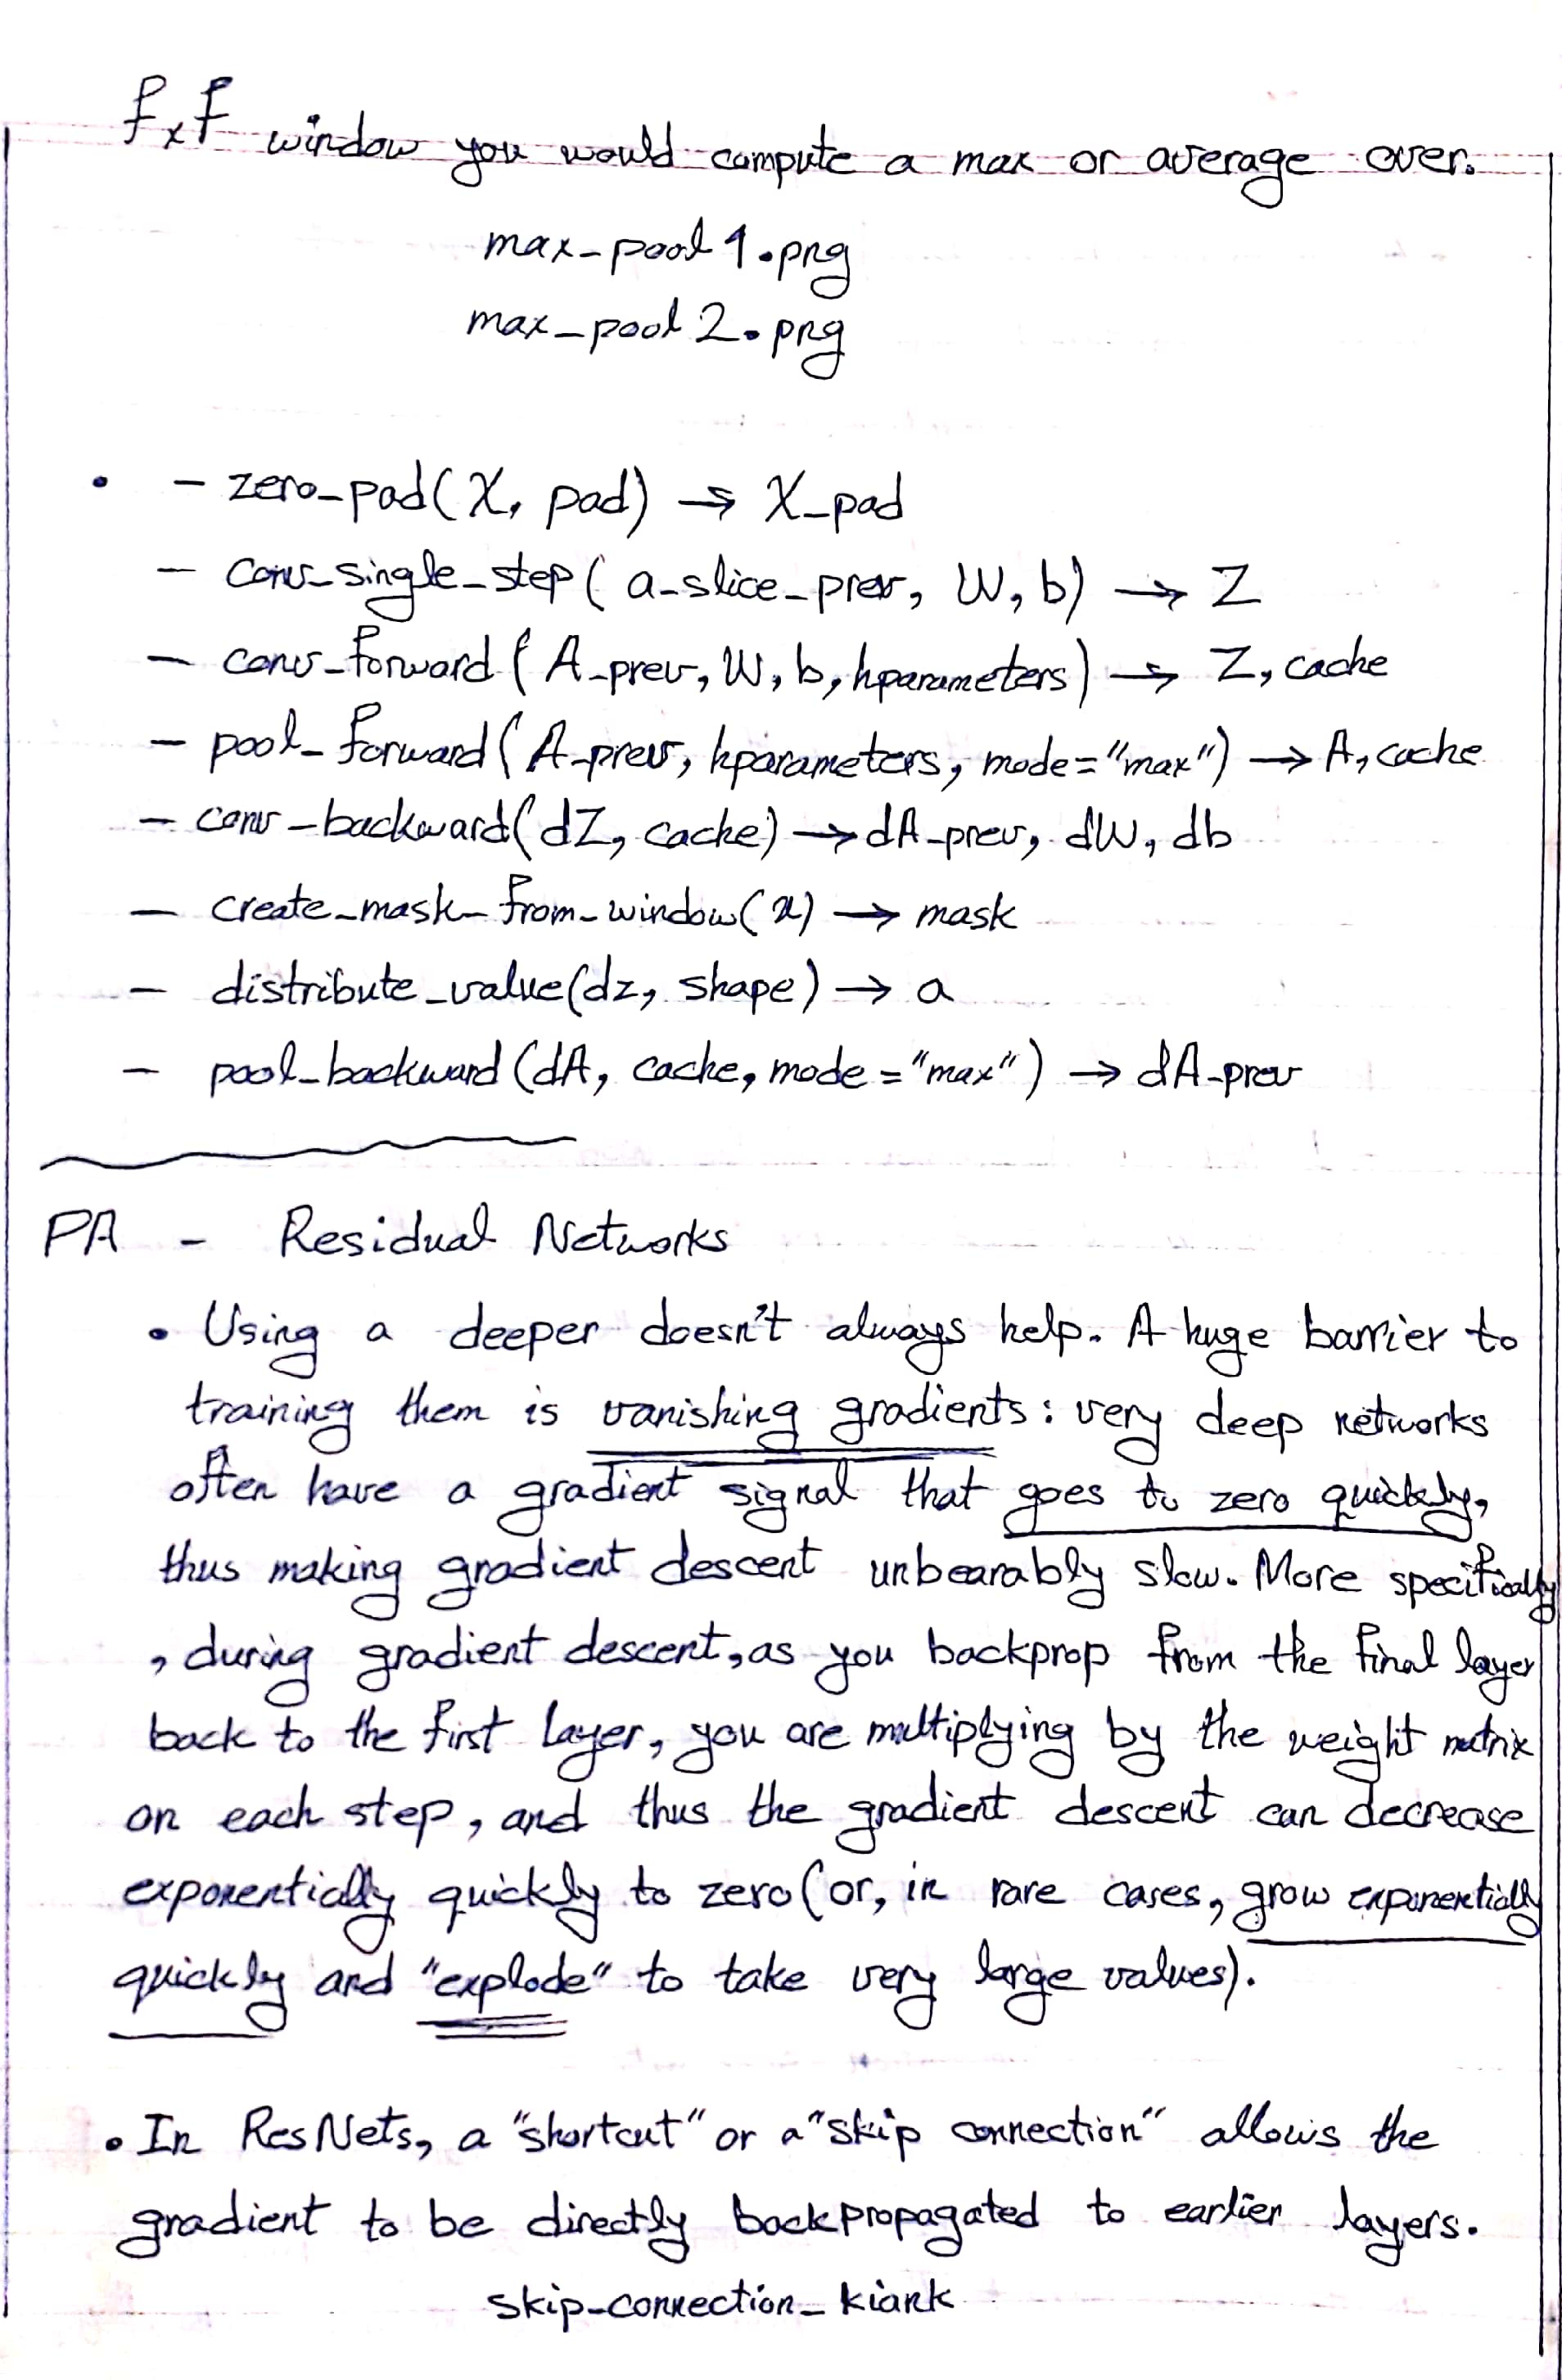 fxf window you would compute a max or average over.
max-pool1.png
max_pool2.png
• - zero_pad(X, pad) → X_pad
- conv_single_step( a_slice_prev, W, b) → Z
- conv_forward( A_prev, W, b, hparameters) → Z, cache
- pool_forward( A_prev, hparameters, mode="max") → A, cache
- conv_backward( dZ, cache) → dA_prev, dW, db
- create_mask_from_window( x) → mask
- distribute_value(dz, shape) → a
- pool_backward (dA, cache, mode="max") → dA_prev
PA - Residual Networks
• Using a deeper doesn't always help. A huge barrier to
training them is vanishing gradients: very deep networks
often have a gradient signal that goes to zero quickly,
thus making gradient descent unbearably slow. More specifically
, during gradient descent, as you backprop from the final layer
back to the first layer, you are multiplying by the weight matrix
on each step, and thus the gradient descent can decrease
exponentially quickly to zero (or, in rare cases, grow exponentially
quickly and "explode" to take very large values).
• In ResNets, a "shortcut" or a "skip connection" allows the
gradient to be directly backpropagated to earlier layers.
skip_connection_kiank